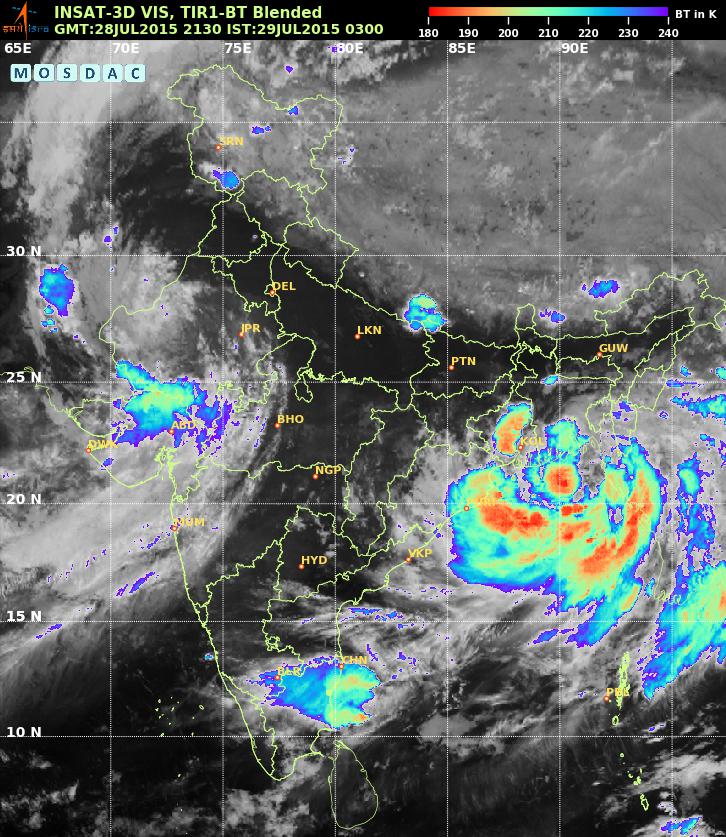 INSAT-3D VIS, TIR1-BT Blended
GMT:28JUL2015 2130 IST:29JUL2015 0300
BT in K
180 190 200 210 220 230 240
65E 70E 75E 80E 85E 90E
MOSDAC
SRN
30 N
DEL
JPR
LKN
GUW
PTN
25 N
BHO
ABD
DWK
KOL
NGP
20 N
MUM
HYD
VKP
15 N
CHN
BLR
PBL
10 N